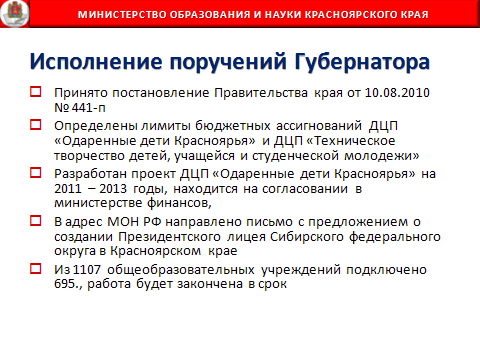 МИНИСТЕРСТВО ОБРАЗОВАНИЯ И НАУКИ КРАСНОЯРСКОГО КРАЯ
Исполнение поручений Губернатора
Принято постановление Правительства края от 10.08.2010
№ 441-п
Определены лимиты бюджетных ассигнований ДЦП
«Одаренные дети Красноярья» и ДЦП «Техническое
творчество детей, учащейся и студенческой молодежи»
Разработан проект ДЦП «Одаренные дети Красноярья» на
2011 – 2013 годы, находится на согласовании в
министерстве финансов,
В адрес МОН РФ направлено письмо с предложением о
создании Президентского лицея Сибирского федерального
округа в Красноярском крае
Из 1107 общеобразовательных учреждений подключено
695., работа будет закончена в срок